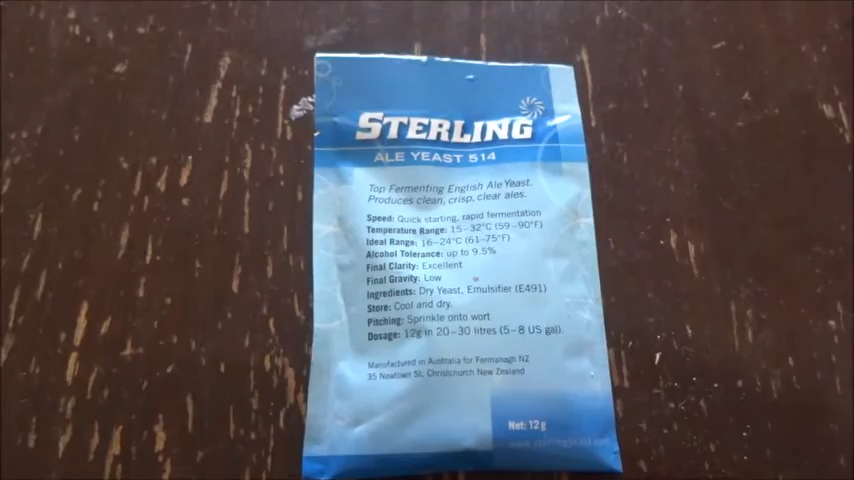 STERLING
ALE YEAST 514
Top Fermenting English Ale Yeast.
Produces clean, crisp, clear ales.
Speed: Quick starting, rapid fermentation
Temperature Range: 15-32°C (59-90°F)
Ideal Range: 16-24°C (61-75°F)
Alcohol Tolerance: up to 9.5%
Final Clarity: Excellent
Final Gravity: Low
Ingredients: Dry Yeast, Emulsifier (E491)
Store: Cool and dry.
Pitching: Sprinkle onto wort
Dosage: 12g in 20-30 litres (5-8 US gal).
Manufactured in Australia for Fermanagh NZ
35 Newtown St, Christchurch New Zealand
Net: 12g